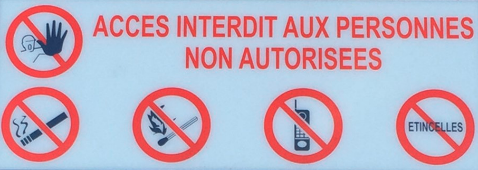 ACCES INTERDIT AUX PERSONNES
NON AUTORISEES
ETINCELLES